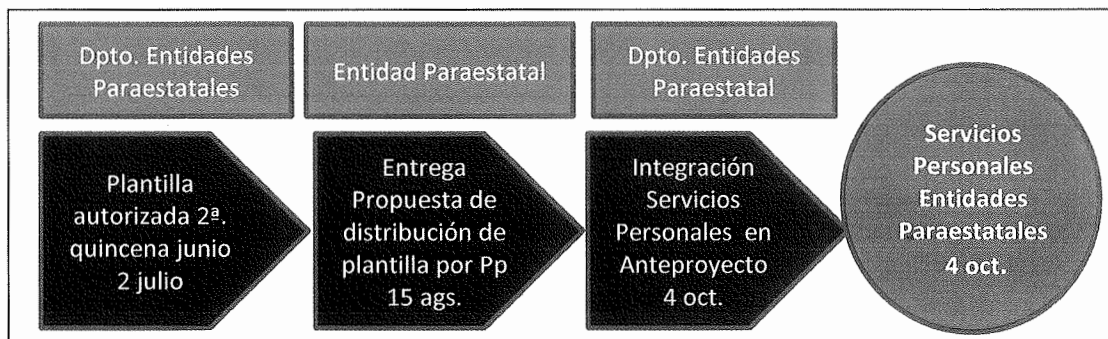 Dpto. Entidades
Paraestatales
Entidad Paraestatal
Dpto. Entidades
Paraestatal
Plantilla
autorizada 2ª.
quincena junio
2 julio
Entrega
Propuesta de
distribución de
plantilla por Pp
15 ags.
Integración
Servicios
Personales en
Anteproyecto
4 oct.
Servicios
Personales
Entidades
Paraestatales
4 oct.